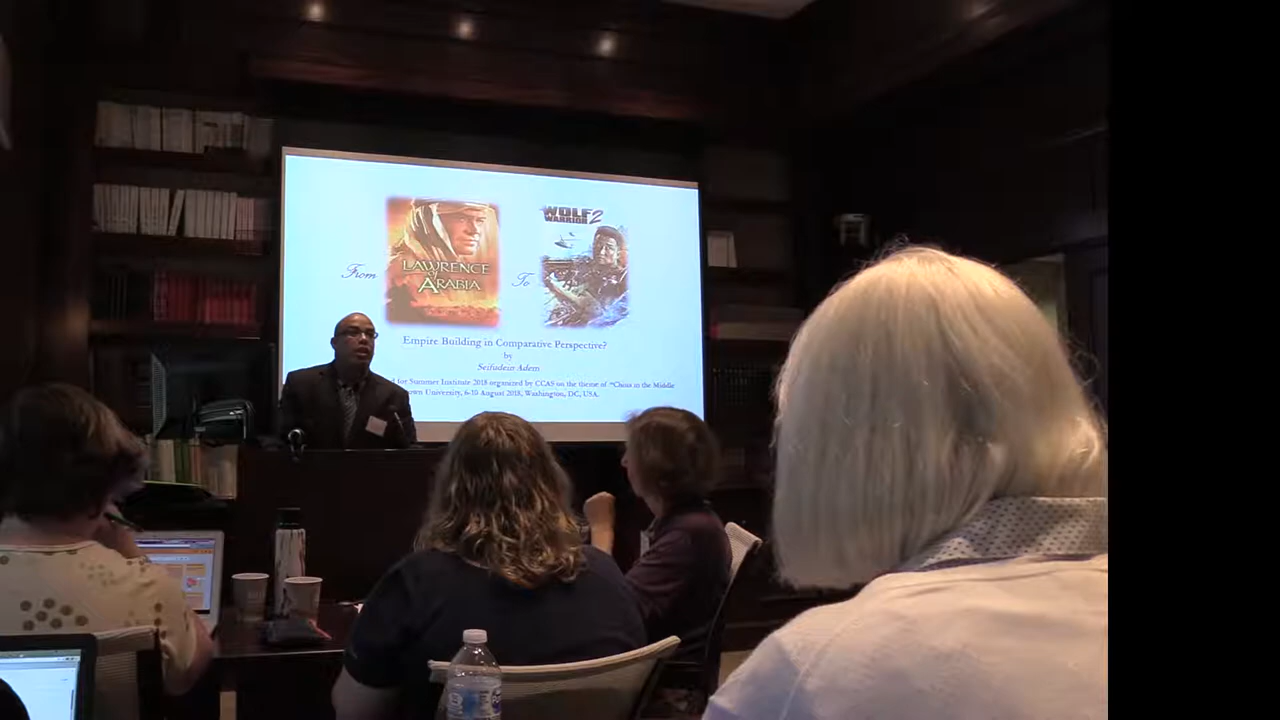 WOLF
WARRIOR 2
From
LAWRENCE
OF
ARABIA
To
Empire Building in Comparative Perspective?
by
Seifudein Adem
for Summer Institute 2018 organized by CCAS on the theme of "China in the Middle
own University, 6-10 August 2018, Washington, DC, USA.